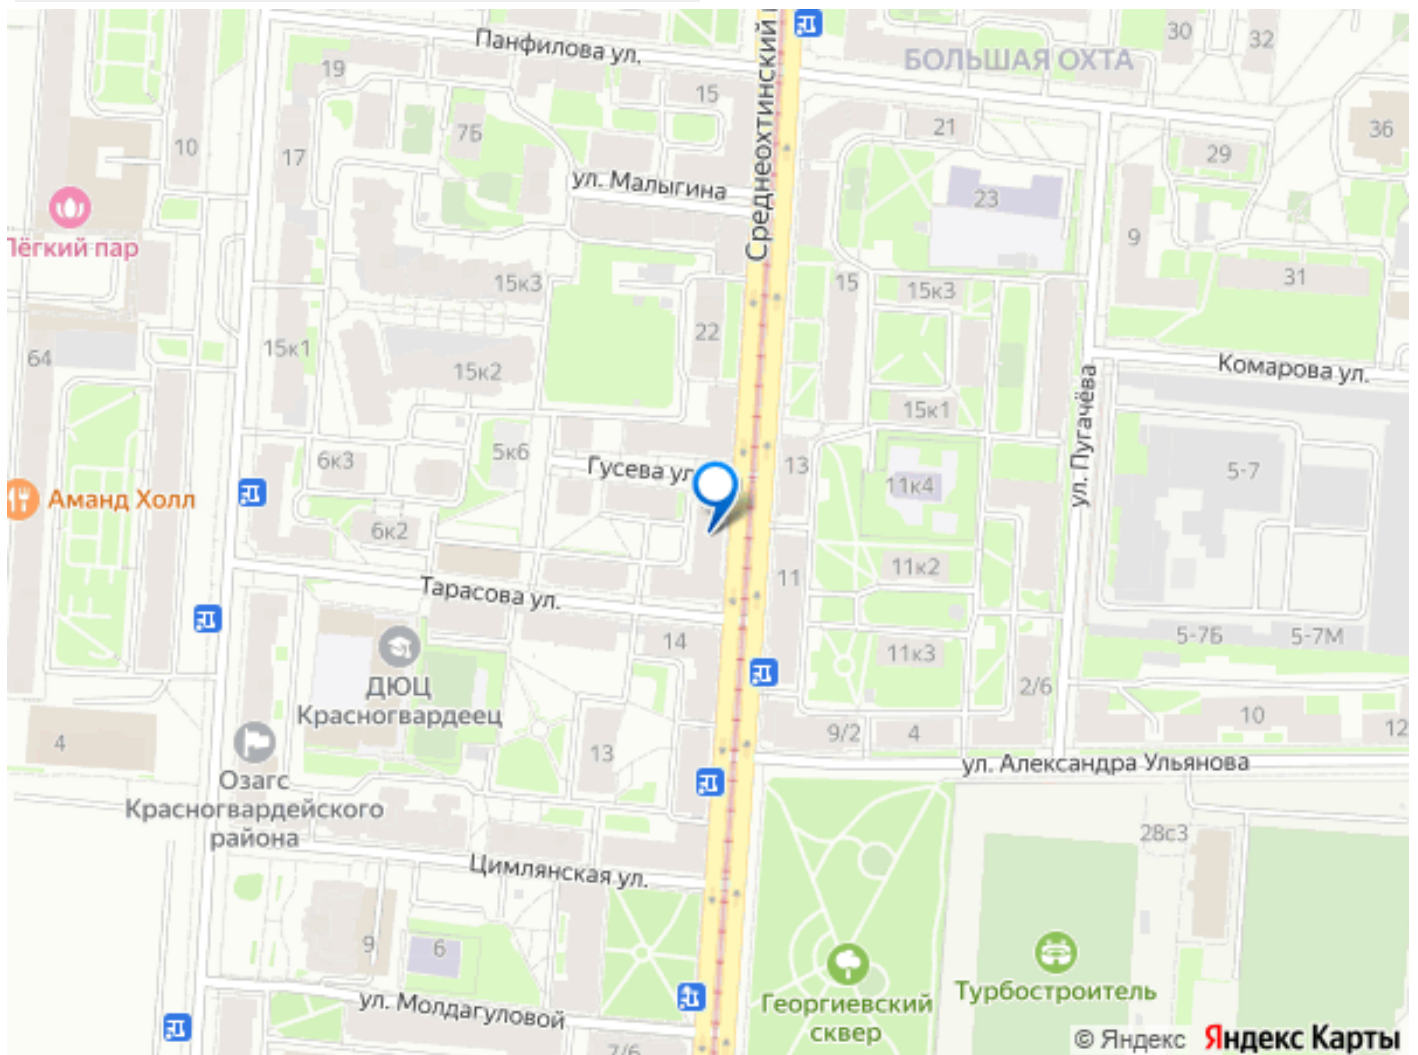 Панфилова ул.
Среднеохтинский
БОЛЬШАЯ ОХТА
30
32
19
15
7Б
10
17
21
29
36
ул. Малыгина
23
9
Лёгкий пар
15к3
15
15к3
31
22
64
15к1
15к2
Комарова ул.
15к1
ул. Пугачёва
6к3
5к6
Гусева ул.
13
5-7
11к4
Аманд Холл
6к2
11к2
11
Тарасова ул.
14
5-7Б
5-7М
11к3
ДЮЦ
Красногвардеец
2/6
10
12
4
13
9/2
4
ул. Александра Ульянова
Озагс
Красногвардейского
района
28с3
Цимлянская ул.
9
6
Георгиевский
сквер
Турбостроитель
ул. Молдагуловой
7/6
© Яндекс Яндекс Карты